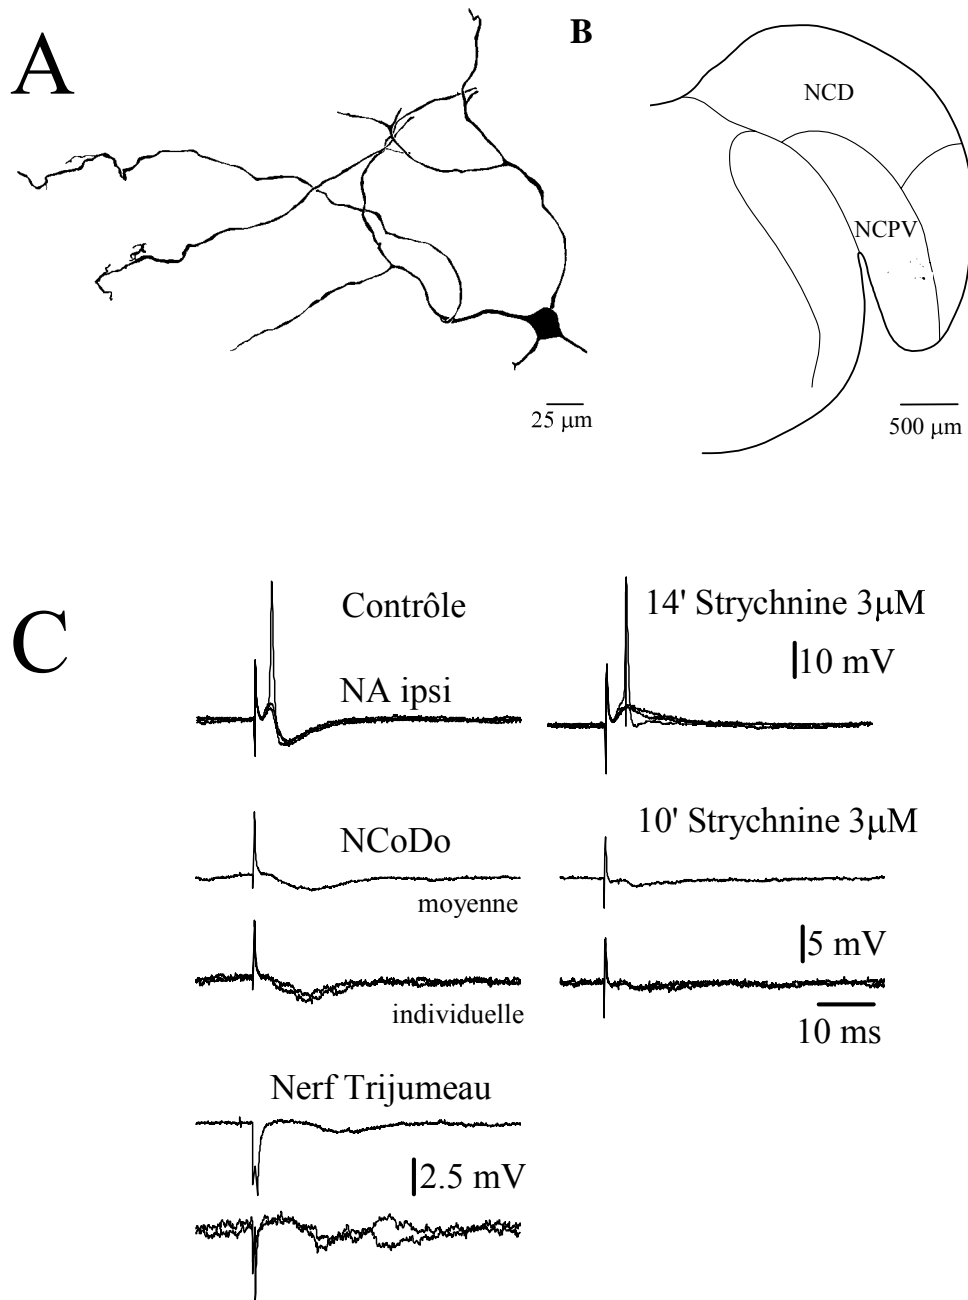 A
B
NCD
NCPV
25 µm
500 µm
C
Contrôle
14' Strychnine 3µM
10 mV
NA ipsi
10' Strychnine 3µM
NCoDo
moyenne
5 mV
individuelle
10 ms
Nerf Trijumeau
2.5 mV